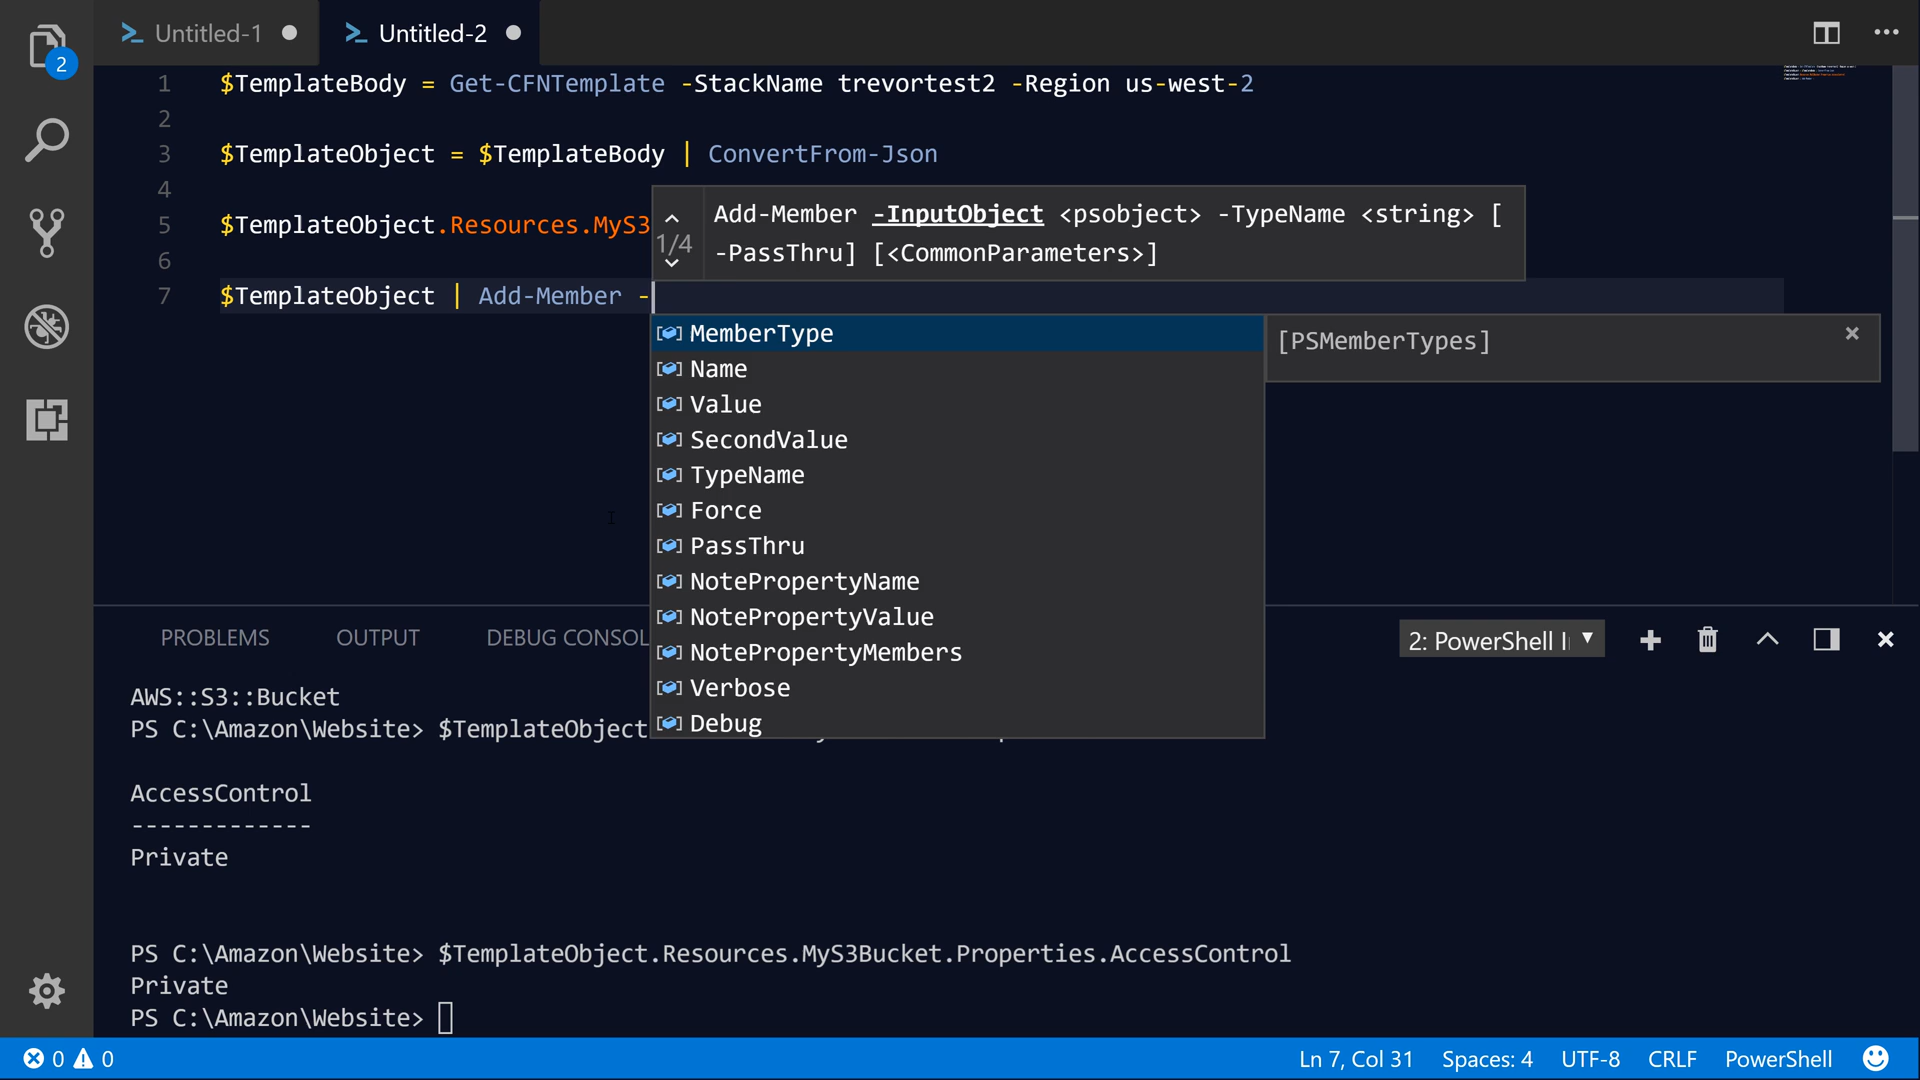 Untitled-1
Untitled-2
2
1 $TemplateBody = Get-CFNTemplate -StackName trevortest2 -Region us-west-2
2
3 $TemplateObject = $TemplateBody | ConvertFrom-Json
4
5 $TemplateObject.Resources.MyS3
6
7 $TemplateObject | Add-Member -
1/4
Add-Member -InputObject <psobject> -TypeName <string> [
-PassThru] [<CommonParameters>]
MemberType
[PSMemberTypes]
Name
Value
SecondValue
TypeName
Force
PassThru
NotePropertyName
NotePropertyValue
NotePropertyMembers
Verbose
Debug
PROBLEMS OUTPUT DEBUG CONSOL
2: PowerShell I
AWS::S3::Bucket
PS C:\Amazon\Website> $TemplateObject
AccessControl
-------------
Private
PS C:\Amazon\Website> $TemplateObject.Resources.MyS3Bucket.Properties.AccessControl
Private
PS C:\Amazon\Website>
0 0 Ln 7, Col 31 Spaces: 4 UTF-8 CRLF PowerShell